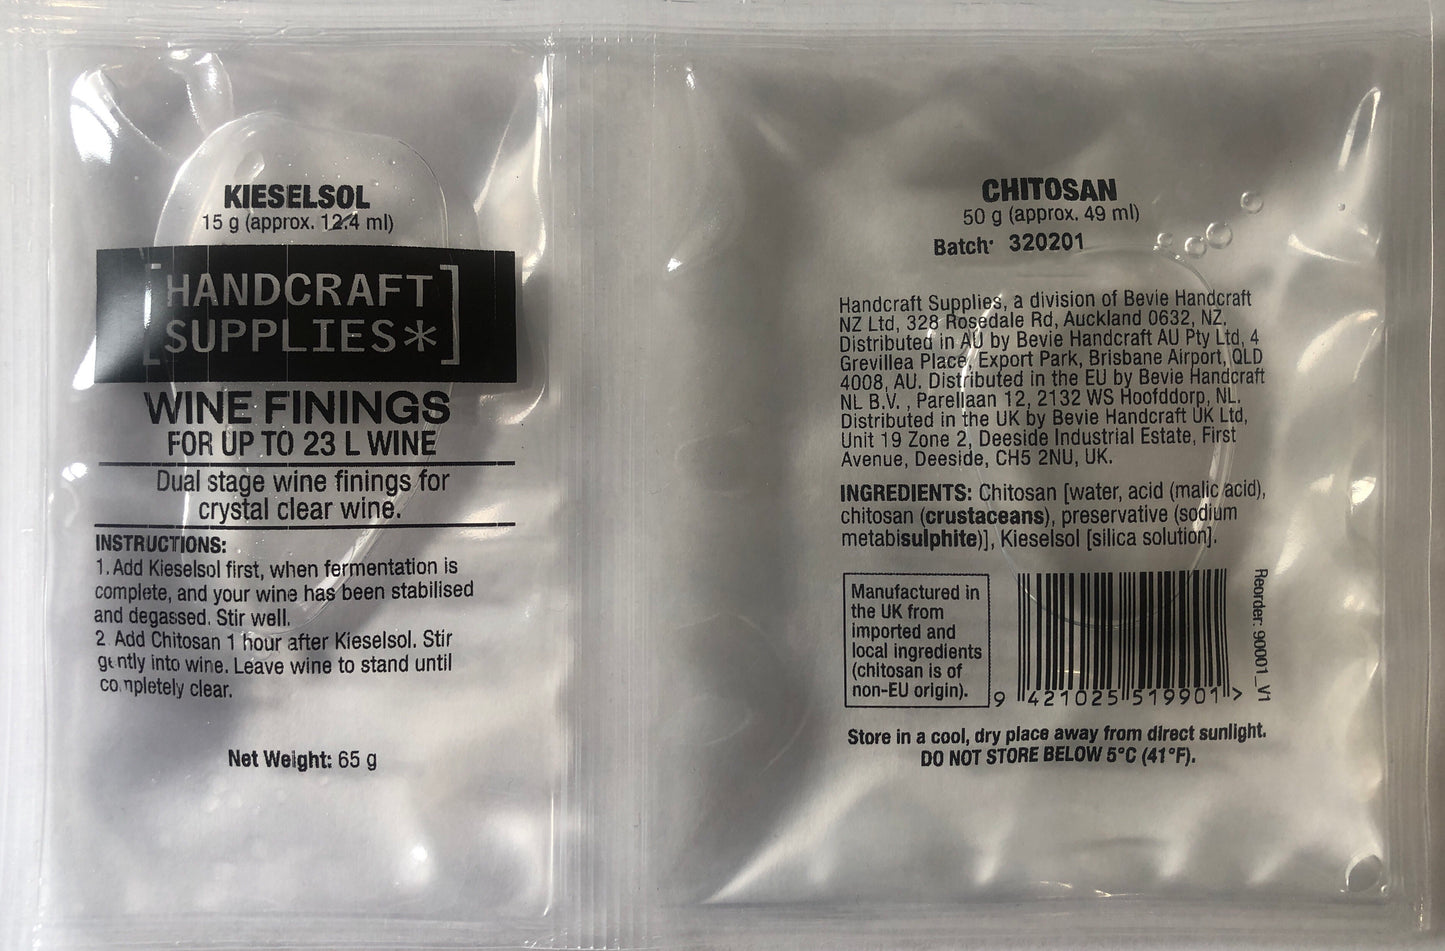 KIESELSOL
15 g (approx. 12.4 ml)
[HANDCRAFT
SUPPLIES*]
WINE FININGS
FOR UP TO 23 L WINE
Dual stage wine finings for
crystal clear wine.
INSTRUCTIONS:
1. Add Kieselsol first, when fermentation is
complete, and your wine has been stabilised
and degassed. Stir well.
2. Add Chitosan 1 hour after Kieselsol. Stir
gently into wine. Leave wine to stand until
completely clear.
Net Weight: 65 g
CHITOSAN
50 g (approx. 49 ml)
Batch: 320201
Handcraft Supplies, a division of Bevie Handcraft
NZ Ltd, 328 Rosedale Rd, Auckland 0632, NZ.
Distributed in AU by Bevie Handcraft AU Pty Ltd, 4
Grevillea Place, Export Park, Brisbane Airport, QLD
4008, AU. Distributed in the EU by Bevie Handcraft
NL B.V. , Parellaan 12, 2132 WS Hoofddorp, NL.
Distributed in the UK by Bevie Handcraft UK Ltd,
Unit 19 Zone 2, Deeside Industrial Estate, First
Avenue, Deeside, CH5 2NU, UK.
INGREDIENTS: Chitosan [water, acid (malic acid),
chitosan (crustaceans), preservative (sodium
metabisulphite)], Kieselsol [silica solution].
Manufactured in
the UK from
imported and
local ingredients
(chitosan is of
non-EU origin).
9 421025 519901 >
Reorder: 90001_V1
Store in a cool, dry place away from direct sunlight.
DO NOT STORE BELOW 5°C (41°F).